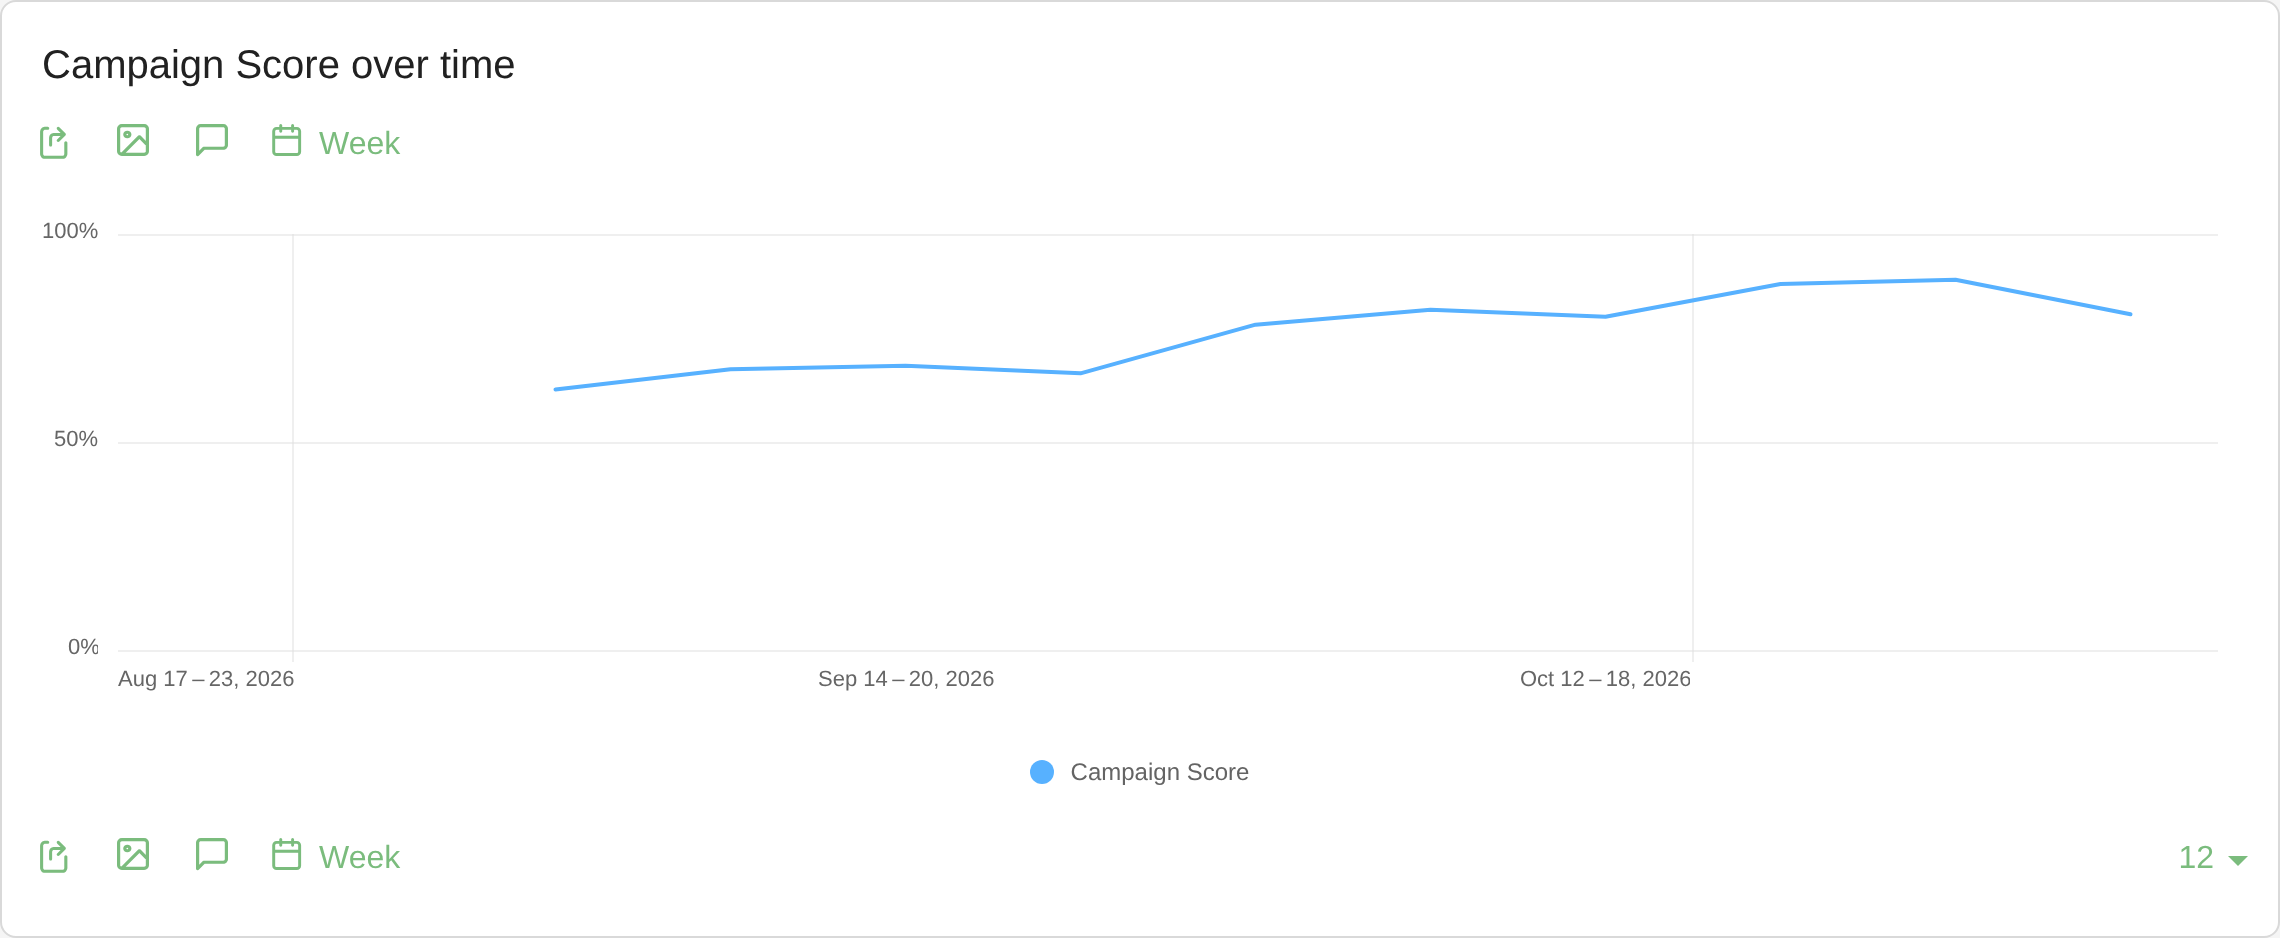 Campaign Score over time
Week
100%
50%
0%
Aug 17 – 23, 2026
Sep 14 – 20, 2026
Oct 12 – 18, 2026
Campaign Score
Week
12